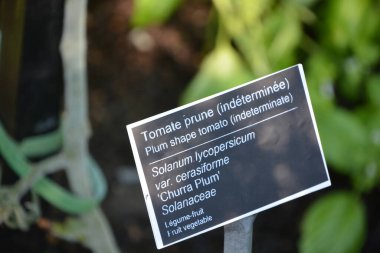 Tomate prune (indéterminée)
Plum shape tomato (indeterminate)
Solanum lycopersicum
var. cerasiforme
'Churra Plum'
Solanaceae
Légume-fruit
Fruit vegetable